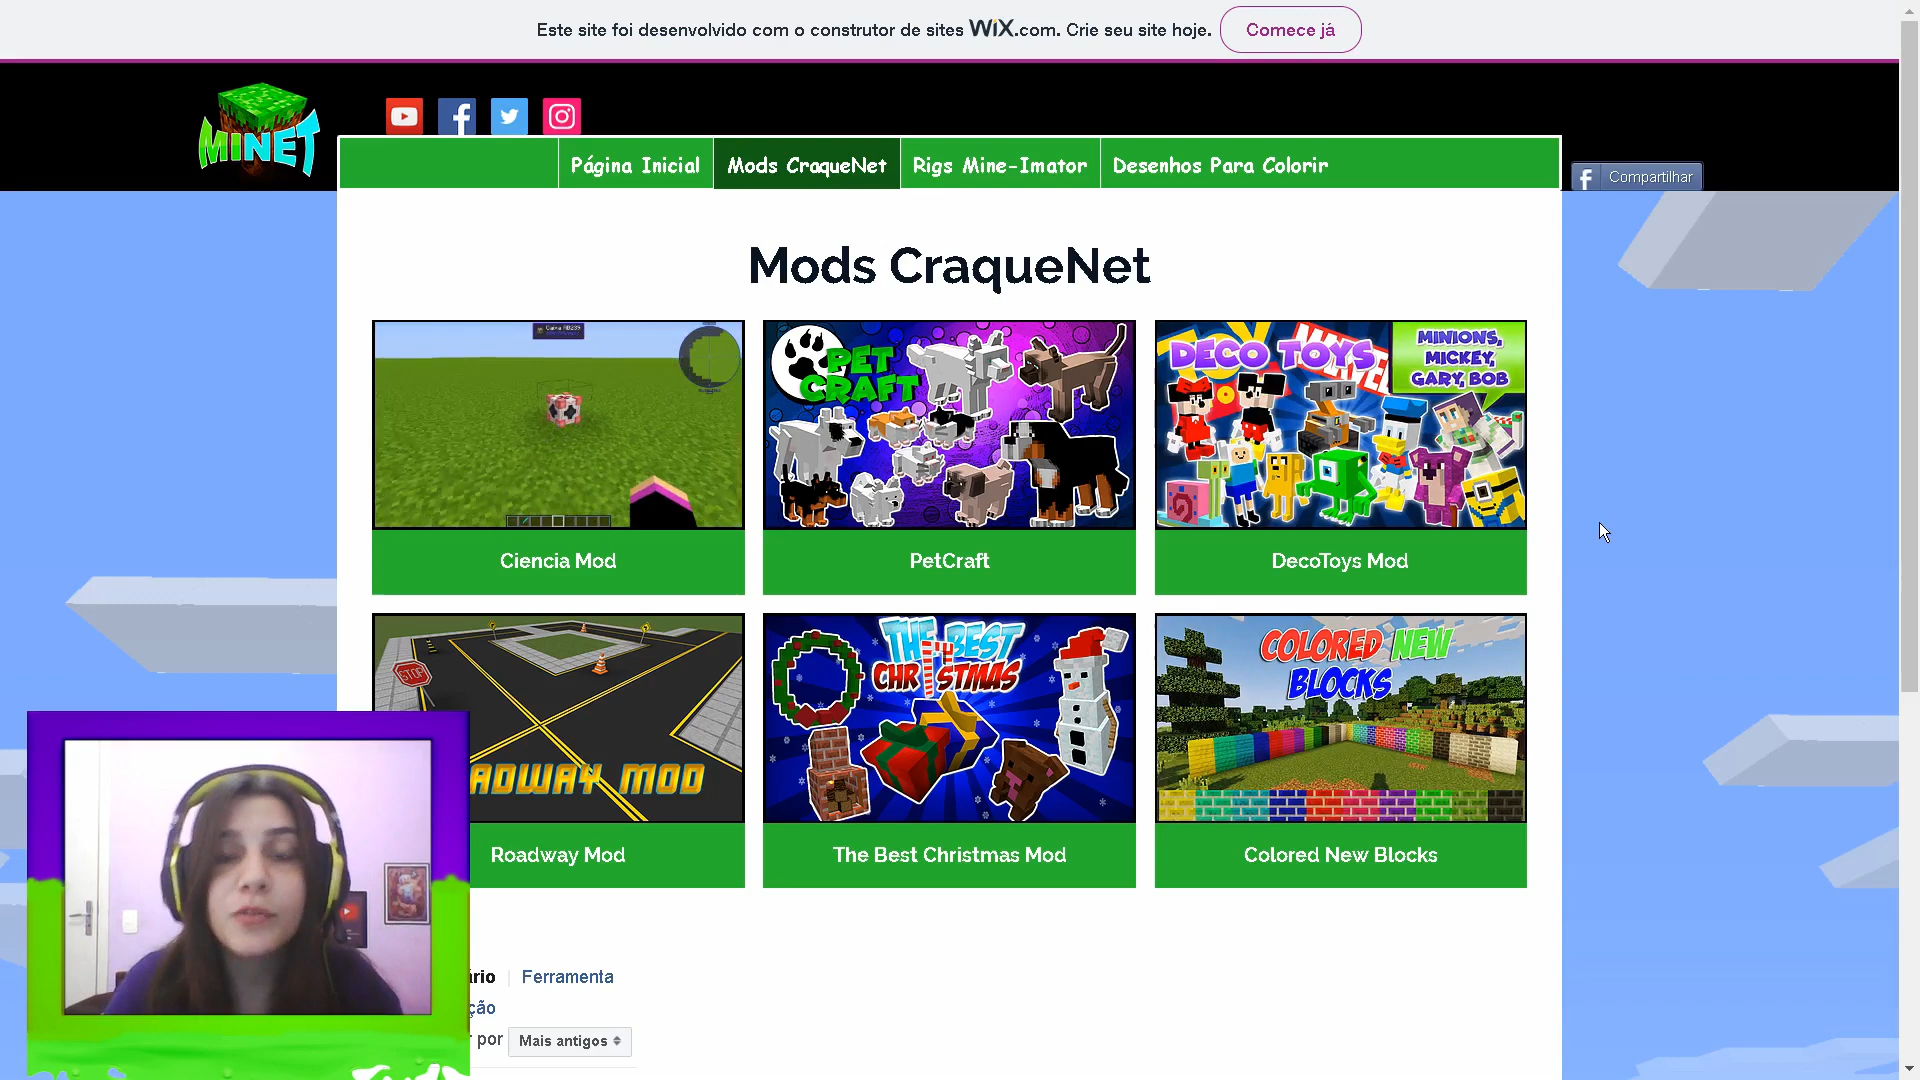 Este site foi desenvolvido com o construtor de sites WiX.com. Crie seu site hoje.
Comece já
MINET
Página Inicial
Mods CraqueNet
Rigs Mine-Imator
Desenhos Para Colorir
Compartilhar
Mods CraqueNet
PET
CRAFT
DECO TOYS
MINIONS,
MICKEY,
GARY, BOB
Ciencia Mod
PetCraft
DecoToys Mod
STOP
ADWAY MOD
THE BEST
CHRISTMAS
COLORED NEW
BLOCKS
Roadway Mod
The Best Christmas Mod
Colored New Blocks
ário
Ferramenta
ção
por
Mais antigos